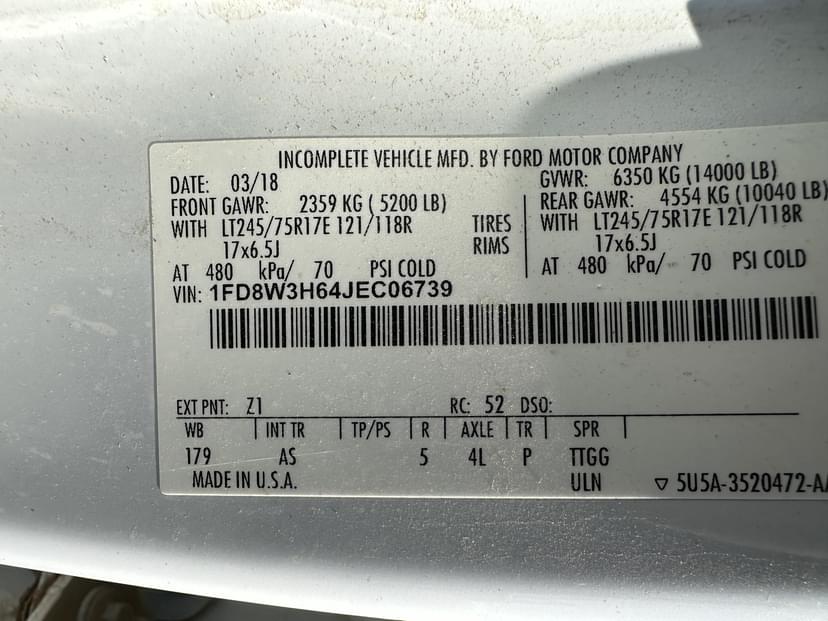 INCOMPLETE VEHICLE MFD. BY FORD MOTOR COMPANY
DATE: 03/18 GVWR: 6350 KG (14000 LB)
FRONT GAWR: 2359 KG ( 5200 LB) REAR GAWR: 4554 KG (10040 LB)
WITH LT245/75R17E 121/118R TIRES WITH LT245/75R17E 121/118R
17x6.5J RIMS 17x6.5J
AT 480 kPa/ 70 PSI COLD AT 480 kPa/ 70 PSI COLD
VIN: 1FD8W3H64JEC06739
EXT PNT: Z1 RC: 52 DSO:
WB INT TR TP/PS R AXLE TR SPR
179 AS 5 4L P TTGG
MADE IN U.S.A. ULN ▽ 5U5A-3520472-AA